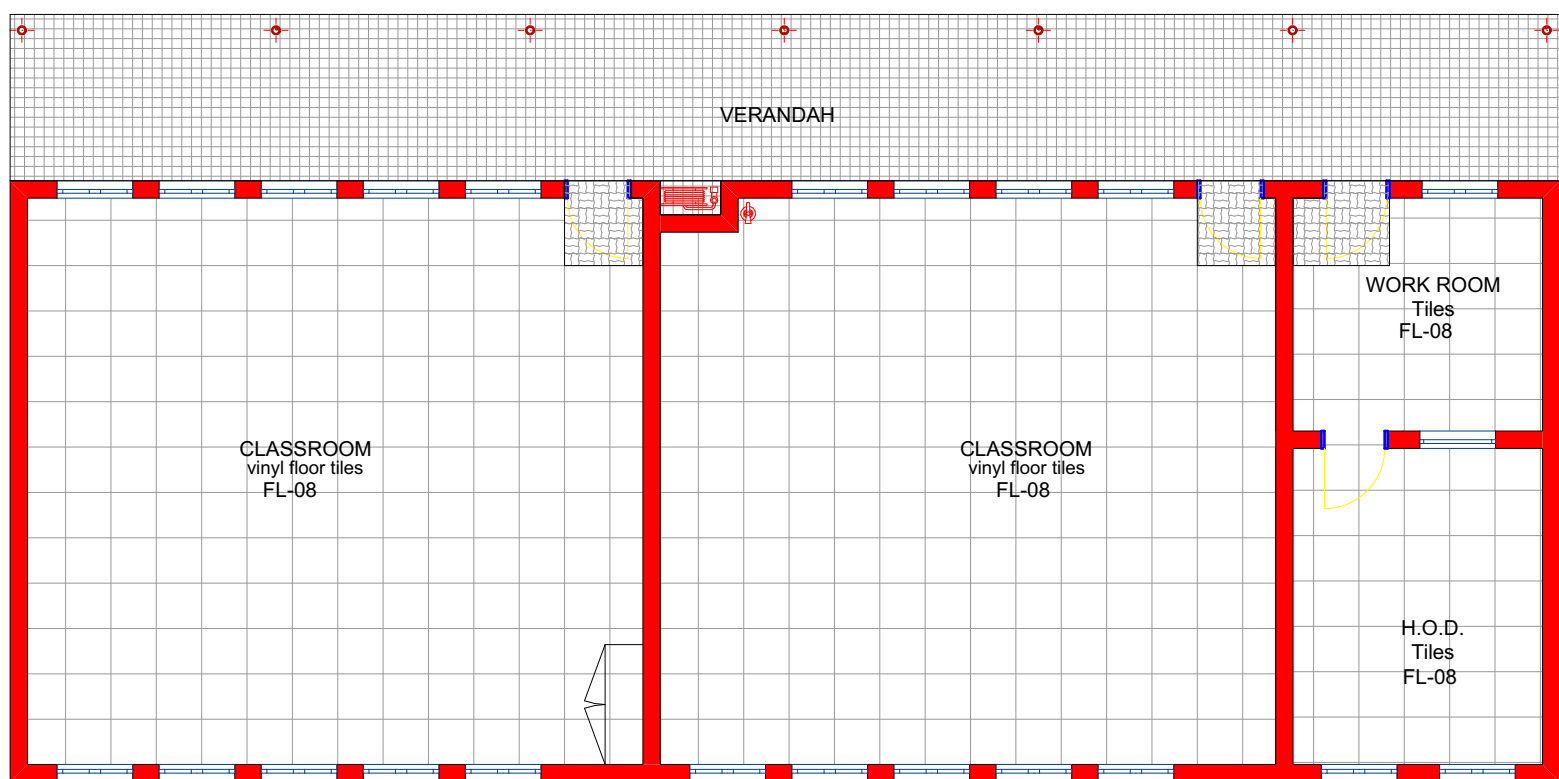 VERANDAH
WORK ROOM
Tiles
FL-08
CLASSROOM
vinyl floor tiles
FL-08
CLASSROOM
vinyl floor tiles
FL-08
H.O.D.
Tiles
FL-08